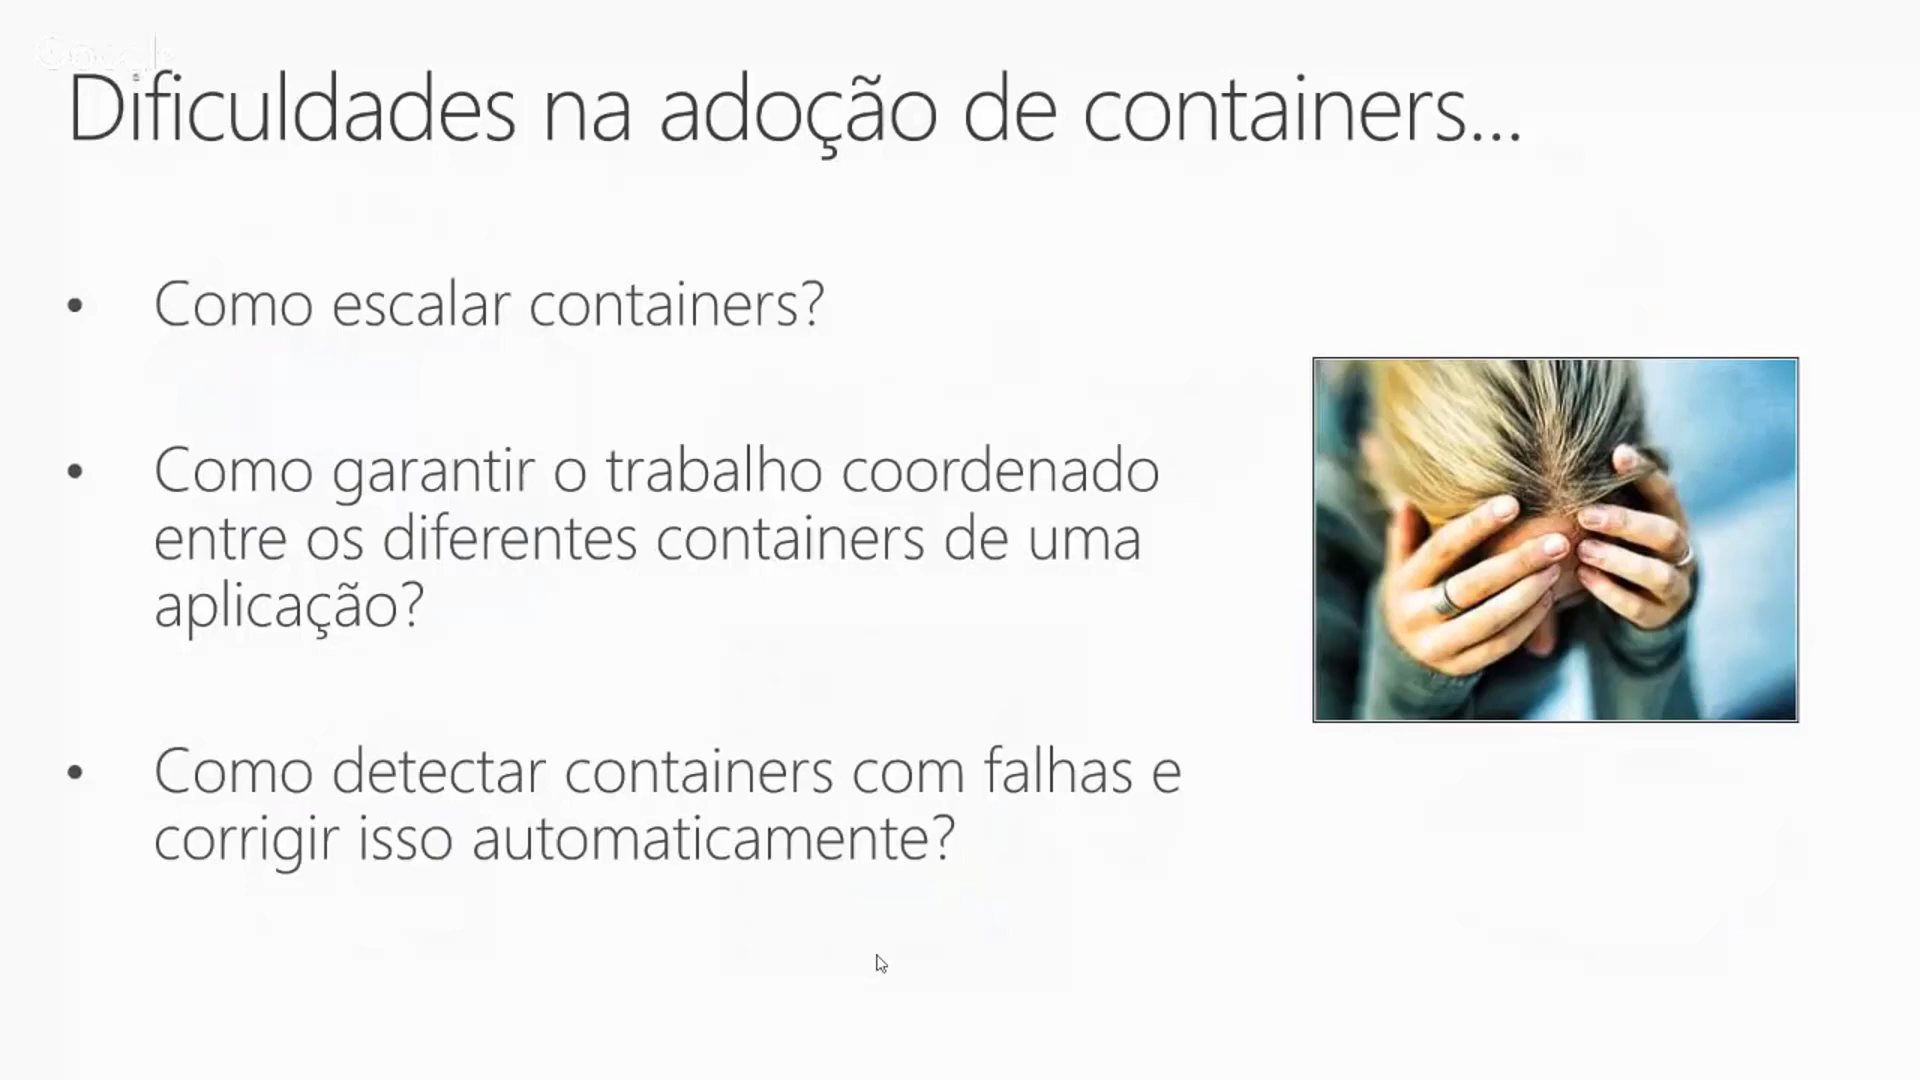 Dificuldades na adoção de containers...
• Como escalar containers?
• Como garantir o trabalho coordenado
entre os diferentes containers de uma
aplicação?
• Como detectar containers com falhas e
corrigir isso automaticamente?